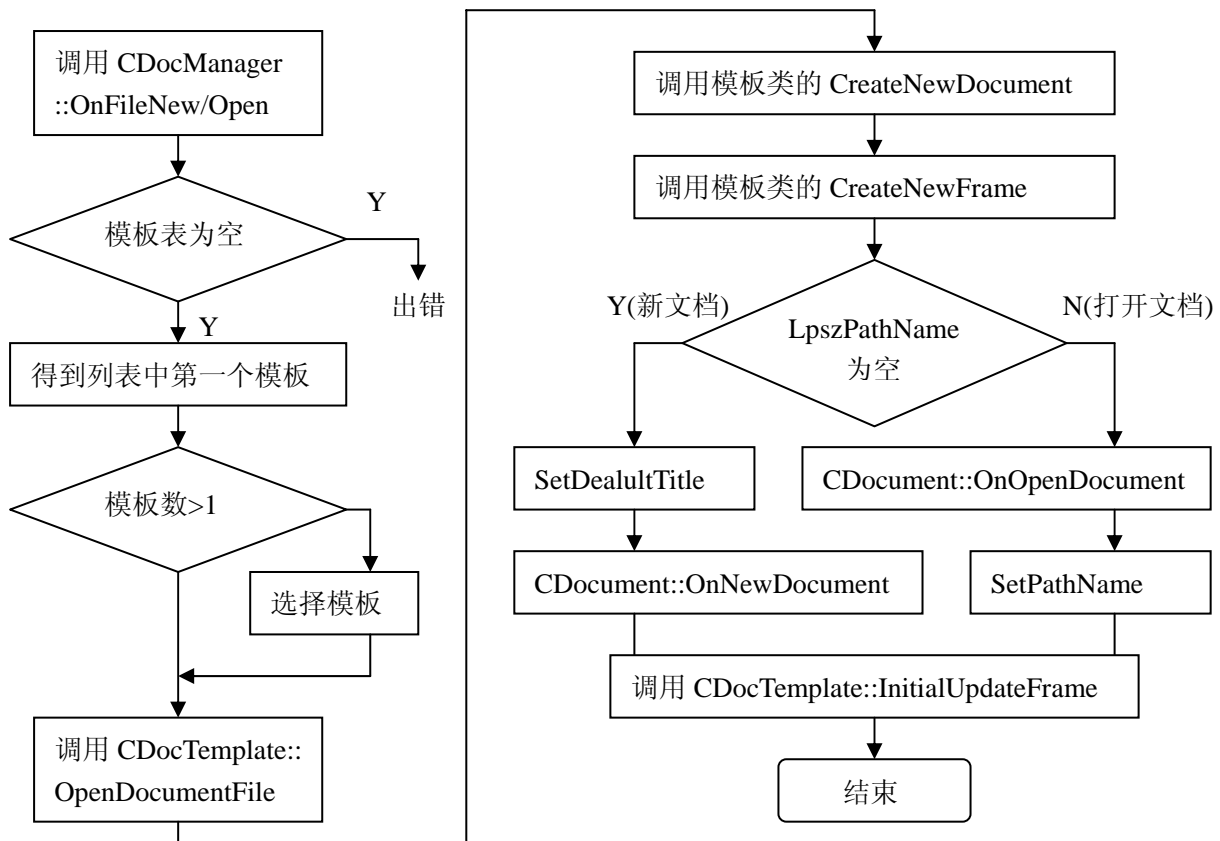 调用 CDocManager
::OnFileNew/Open
模板表为空
Y
出错
Y
得到列表中第一个模板
模板数>1
选择模板
调用 CDocTemplate::
OpenDocumentFile
调用模板类的 CreateNewDocument
调用模板类的 CreateNewFrame
Y(新文档)
LpszPathName
为空
N(打开文档)
SetDealultTitle
CDocument::OnOpenDocument
CDocument::OnNewDocument
SetPathName
调用 CDocTemplate::InitialUpdateFrame
结束